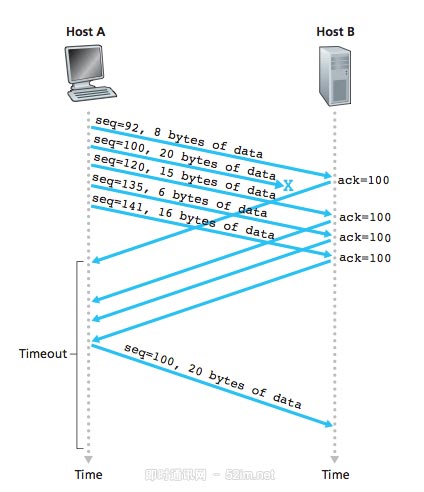 Host A
Host B
seq=92, 8 bytes of data
seq=100, 20 bytes of data
X
seq=120, 15 bytes of data
seq=135, 6 bytes of data
seq=141, 16 bytes of data
ack=100
ack=100
ack=100
ack=100
Timeout
seq=100, 20 bytes of data
Time
Time
即时通讯网 - 52im.net